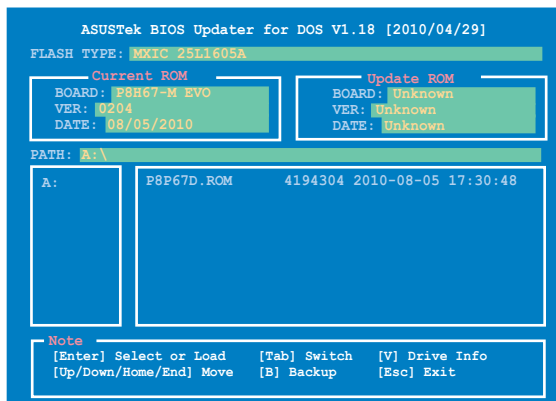 ASUSTek BIOS Updater for DOS V1.18 [2010/04/29]
FLASH TYPE: MXIC 25L1605A
Current ROM
BOARD: P8H67-M EVO
VER: 0204
DATE: 08/05/2010
Update ROM
BOARD: Unknown
VER: Unknown
DATE: Unknown
PATH: A:\
A:
P8P67D.ROM 4194304 2010-08-05 17:30:48
Note
[Enter] Select or Load [Tab] Switch [V] Drive Info
[Up/Down/Home/End] Move [B] Backup [Esc] Exit